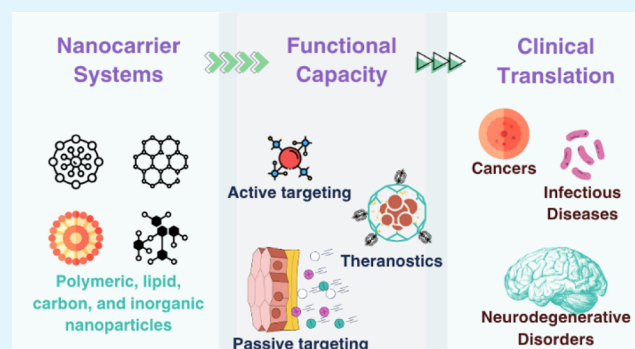 Nanocarrier
Systems
Functional
Capacity
Clinical
Translation
Polymeric, lipid,
carbon, and inorganic
nanoparticles
Active targeting
Theranostics
Passive targeting
Cancers
Infectious
Diseases
Neurodegenerative
Disorders